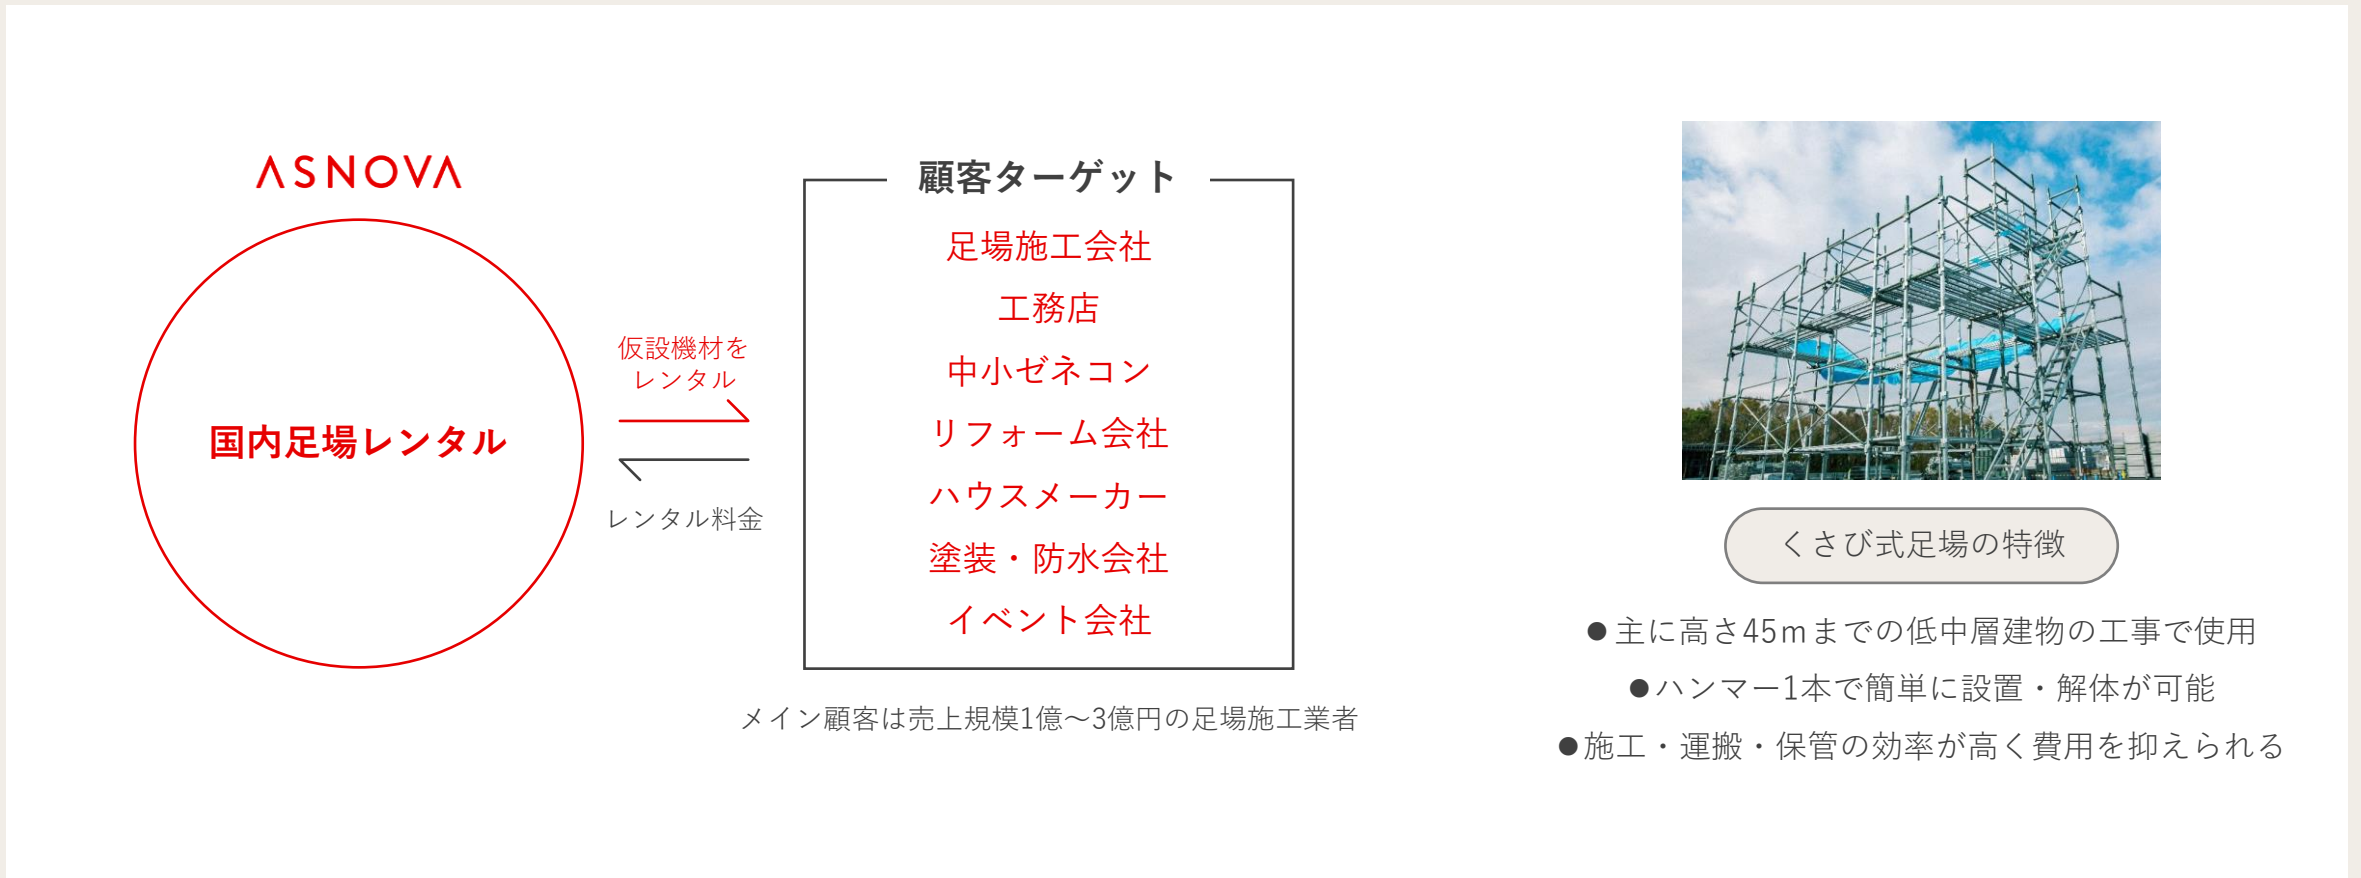 ASNOVA
国内足場レンタル
仮設機材を
レンタル
レンタル料金
顧客ターゲット
足場施工会社
工務店
中小ゼネコン
リフォーム会社
ハウスメーカー
塗装・防水会社
イベント会社
メイン顧客は売上規模1億～3億円の足場施工業者
くさび式足場の特徴
●主に高さ45ｍまでの低中層建物の工事で使用
●ハンマー1本で簡単に設置・解体が可能
●施工・運搬・保管の効率が高く費用を抑えられる